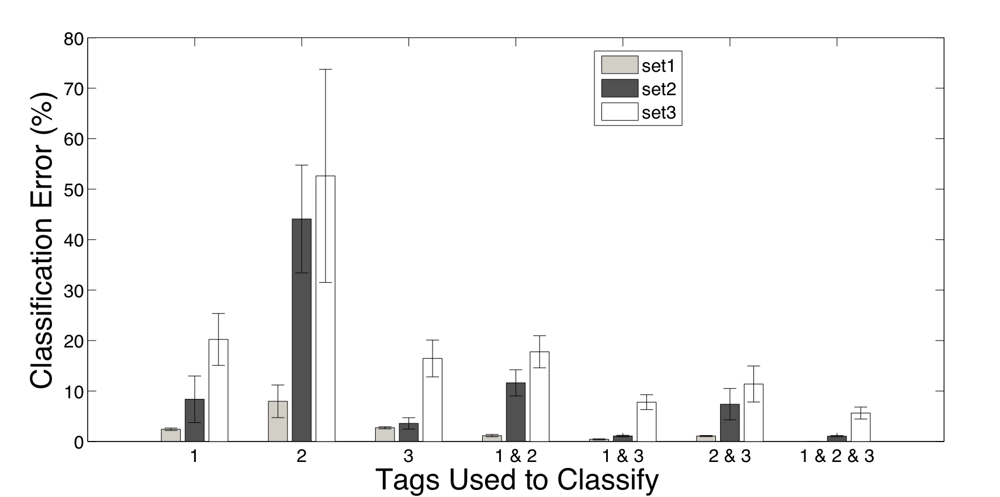 80
70
60
50
40
30
20
10
0
Classification Error (%)
set1
set2
set3
1 2 3 1 & 2 1 & 3 2 & 3 1 & 2 & 3
Tags Used to Classify